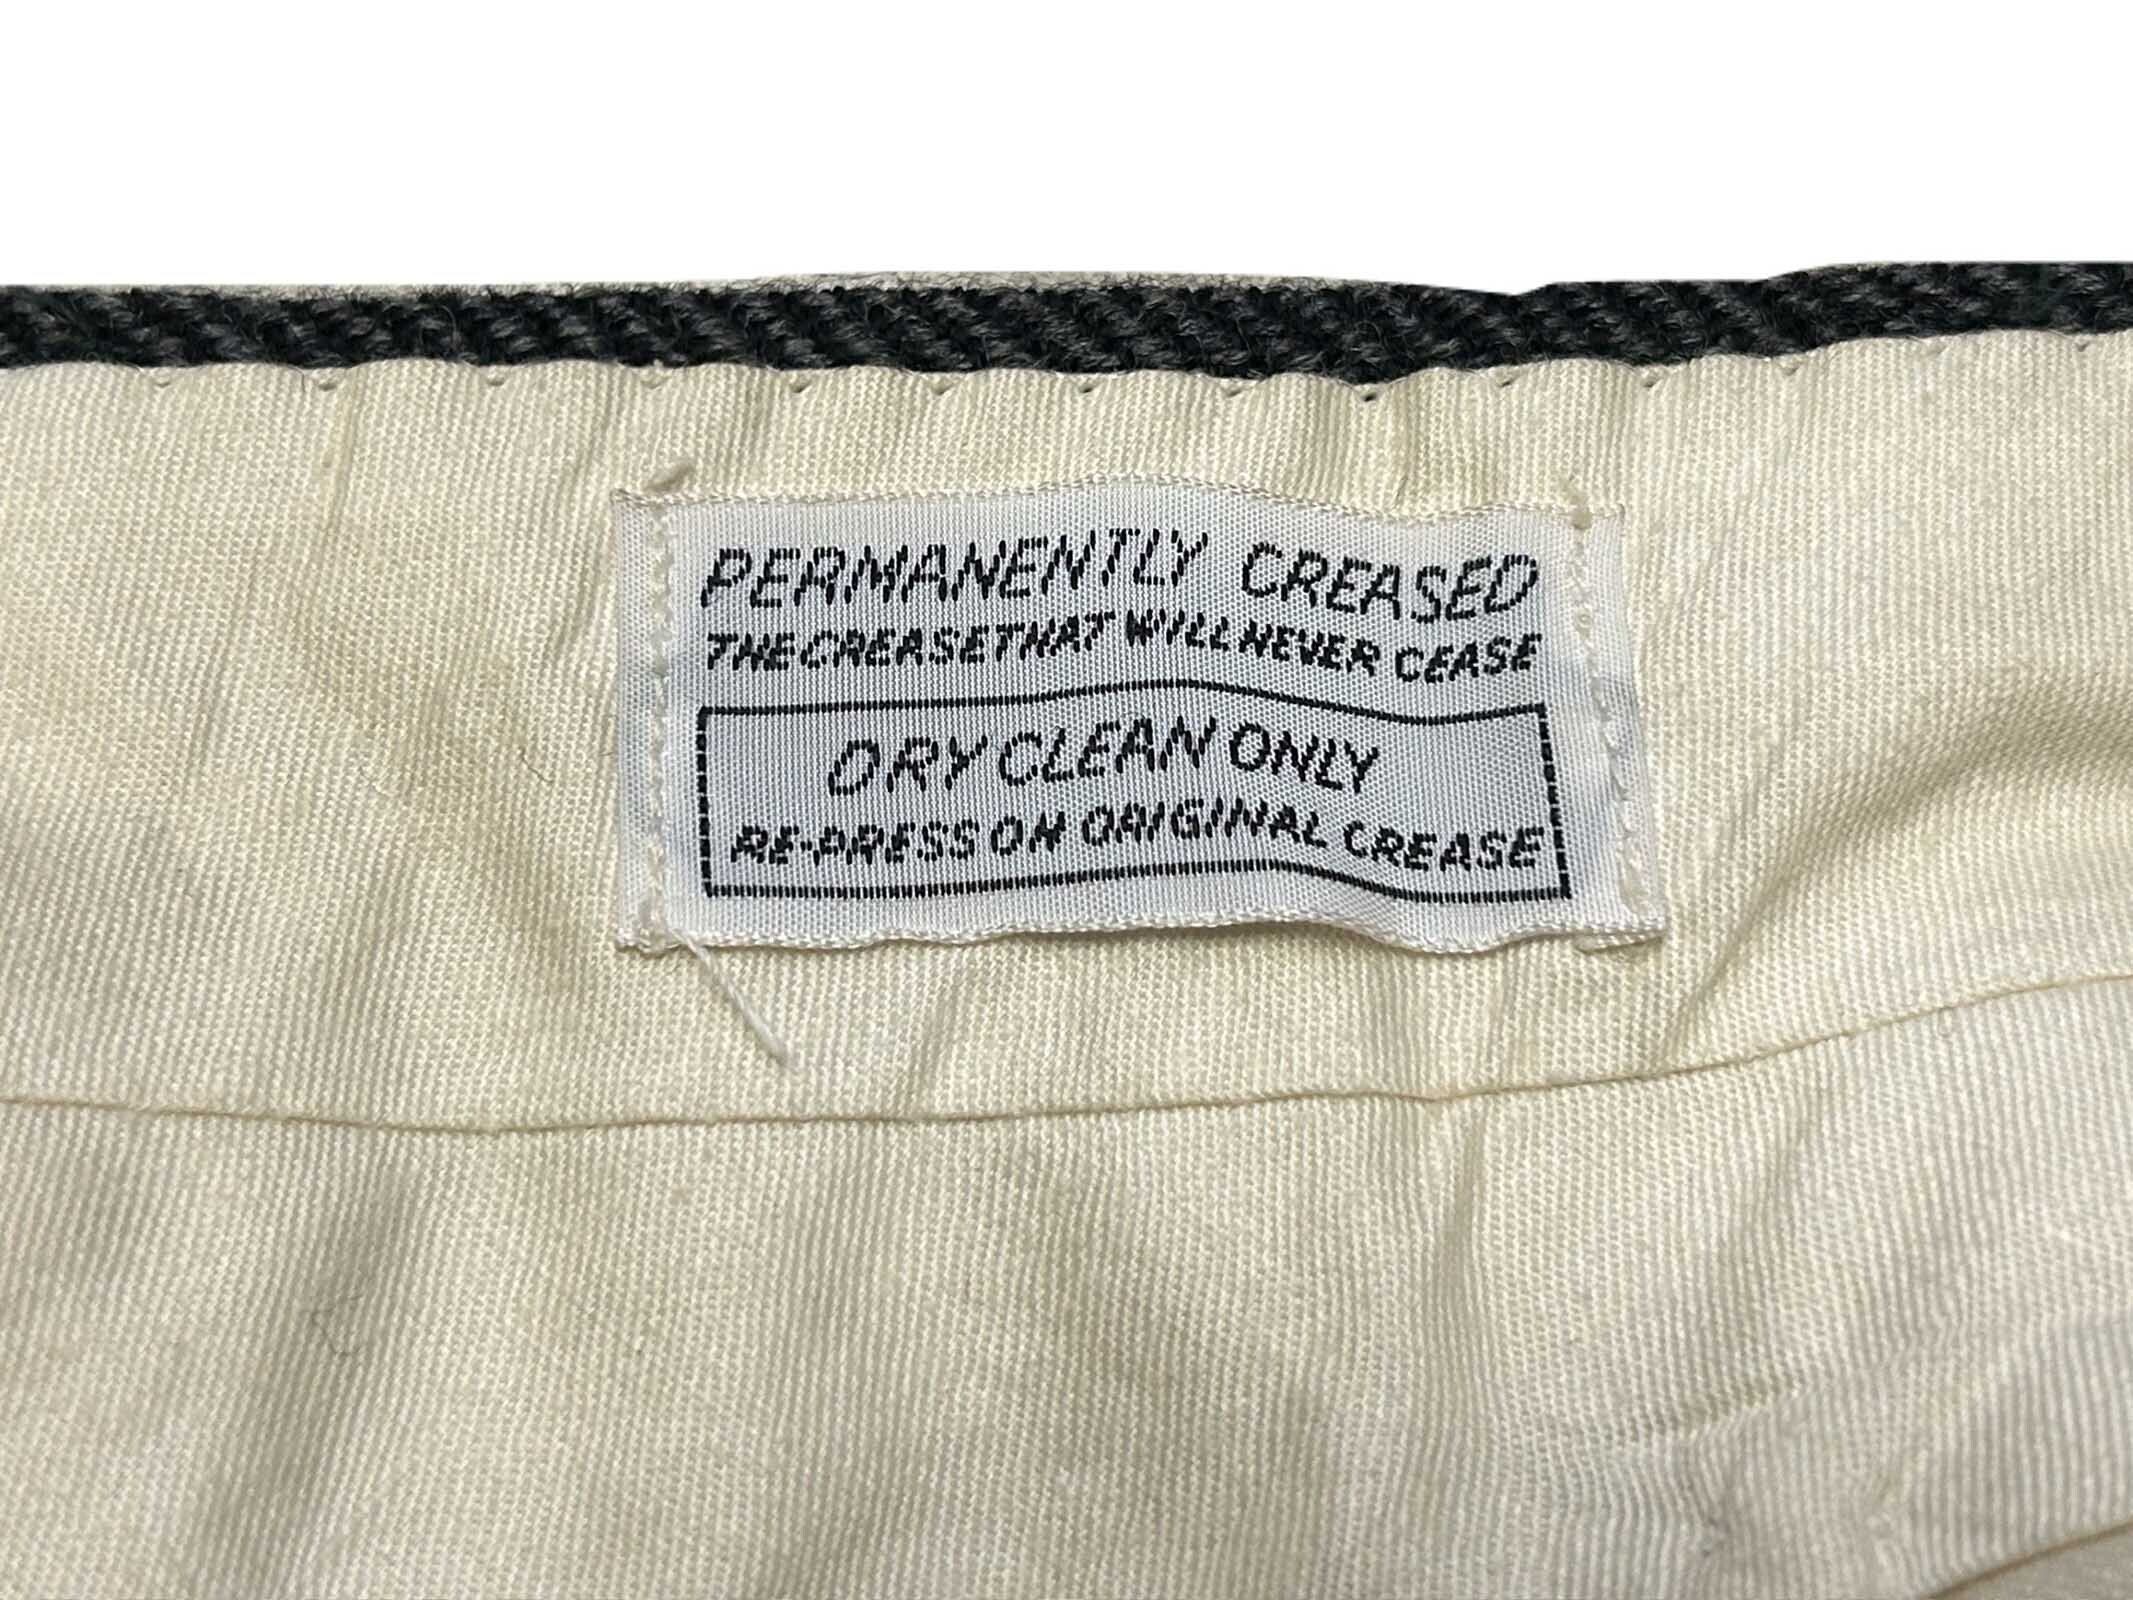 PERMANENTLY CREASED
THE CREASE THAT WILL NEVER CEASE
DRY CLEAN ONLY
RE-PRESS ON ORIGINAL CREASE